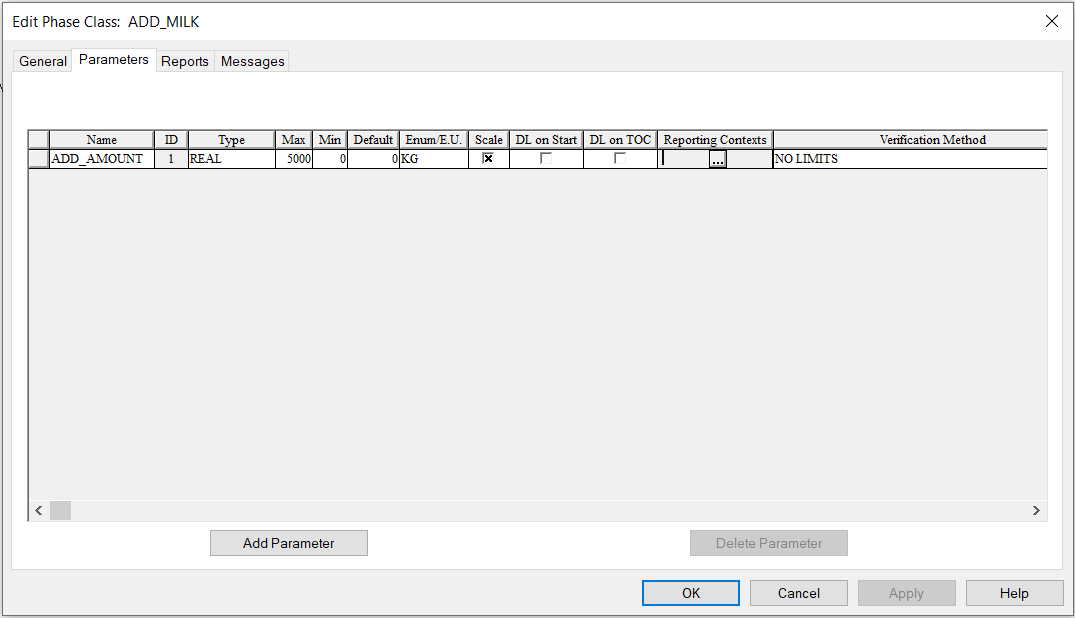 Edit Phase Class: ADD_MILK
General Parameters Reports Messages
Name ID Type Max Min Default Enum/E.U. Scale DL on Start DL on TOC Reporting Contexts Verification Method
ADD_AMOUNT 1 REAL 5000 0 0 KG ... NO LIMITS
Add Parameter Delete Parameter
OK Cancel Apply Help